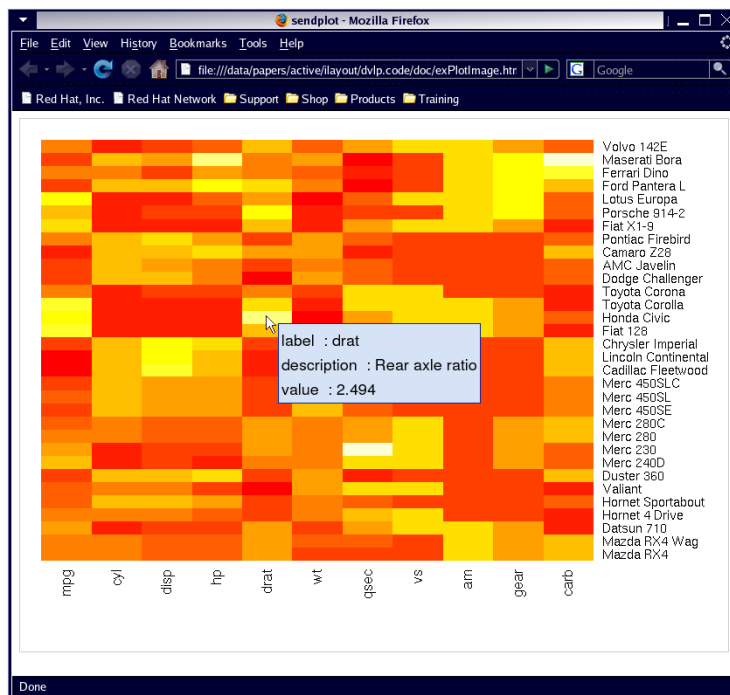 sendplot - Mozilla Firefox
File Edit View History Bookmarks Tools Help
file:///data/papers/active/ilayout/dvlp.code/doc/exPlotImage.htm
G Google
Red Hat, Inc. Red Hat Network Support Shop Products Training
Volvo 142E
Maserati Bora
Ferrari Dino
Ford Pantera L
Lotus Europa
Porsche 914-2
Fiat X1-9
Pontiac Firebird
Camaro Z28
AMC Javelin
Dodge Challenger
Toyota Corona
Toyota Corolla
Honda Civic
Fiat 128
Chrysler Imperial
Lincoln Continental
Cadillac Fleetwood
Merc 450SLC
Merc 450SL
Merc 450SE
Merc 280C
Merc 280
Merc 230
Merc 240D
Duster 360
Valiant
Hornet Sportabout
Hornet 4 Drive
Datsun 710
Mazda RX4 Wag
Mazda RX4
label : drat
description : Rear axle ratio
value : 2.494
mpg cyl disp hp drat wt qsec vs am gear carb
Done